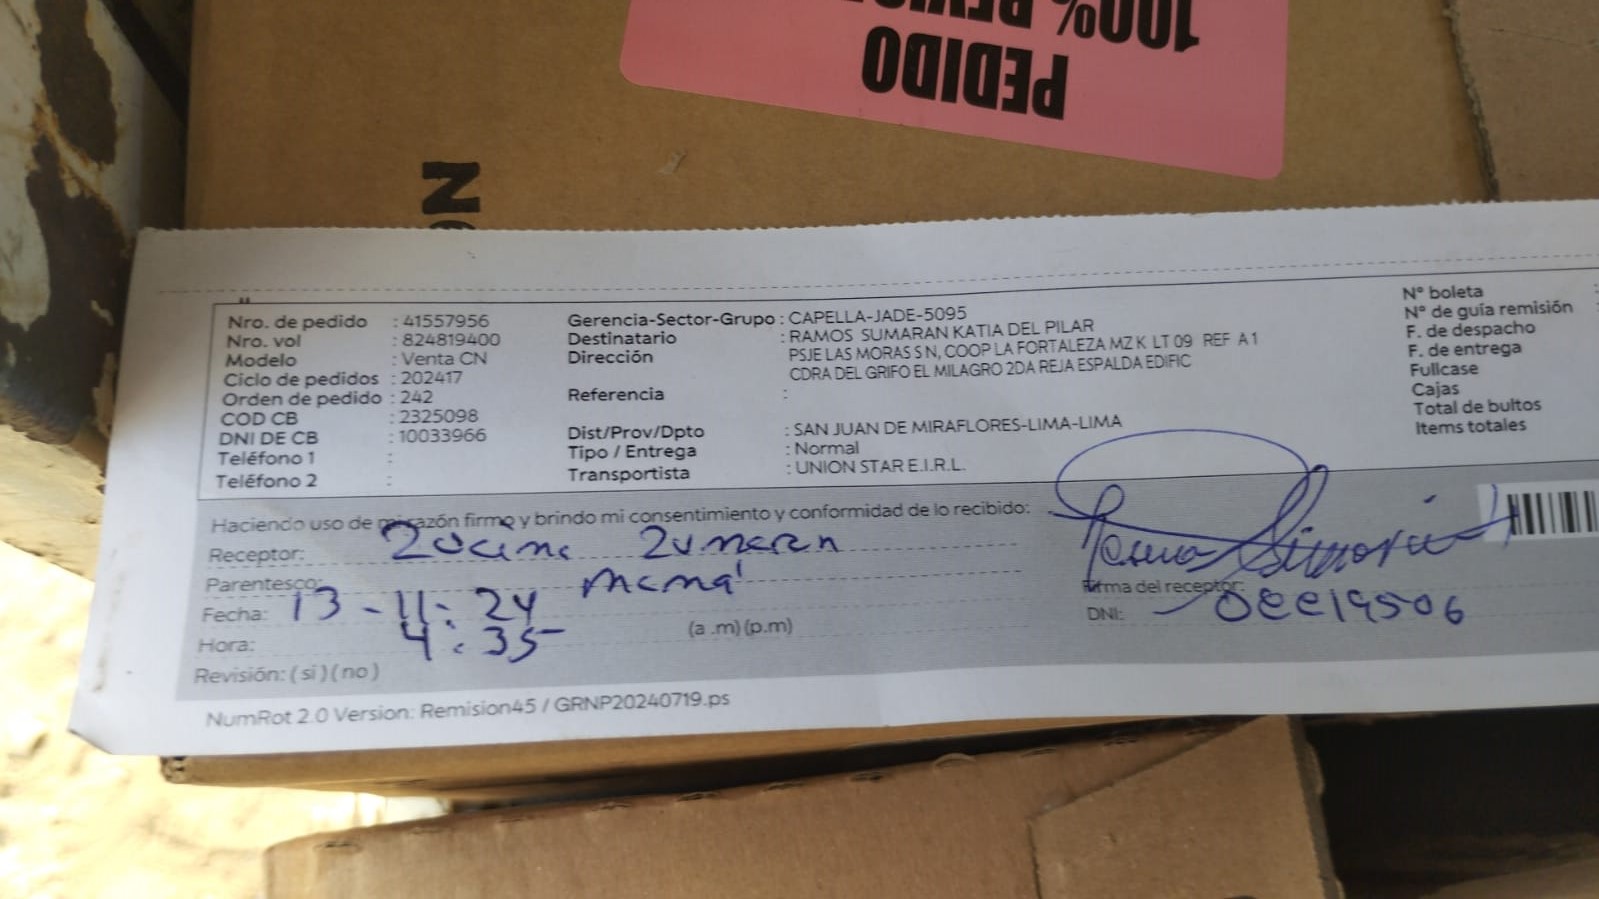 PEDIDO
100%
Nro. de pedido : 41557956
Nro. vol : 824819400
Modelo : Venta CN
Ciclo de pedidos : 202417
Orden de pedido : 242
COD CB : 2325098
DNI DE CB : 10033966
Teléfono 1 :
Teléfono 2 :
Gerencia-Sector-Grupo : CAPELLA-JADE-5095
Destinatario : RAMOS SUMARAN KATIA DEL PILAR
Dirección PSJE LAS MORAS S N, COOP LA FORTALEZA MZ K LT 09 REF A 1
CDRA DEL GRIFO EL MILAGRO 2DA REJA ESPALDA EDIFIC
Referencia :
Dist/Prov/Dpto : SAN JUAN DE MIRAFLORES-LIMA-LIMA
Tipo / Entrega : Normal
Transportista : UNION STAR E.I.R.L.
N° boleta :
N° de guía remisión :
F. de despacho
F. de entrega
Fullcase
Cajas
Total de bultos
Items totales
Haciendo uso de mi razón firmo y brindo mi consentimiento y conformidad de lo recibido:
Receptor:
Parentesco: mamá
Fecha: 13-11:24
Hora: 4:35 (a .m) (p.m)
Revisión: ( si ) ( no )
Firma del receptor:
DNI:
NumRot 2.0 Version: Remision45 / GRNP20240719.ps